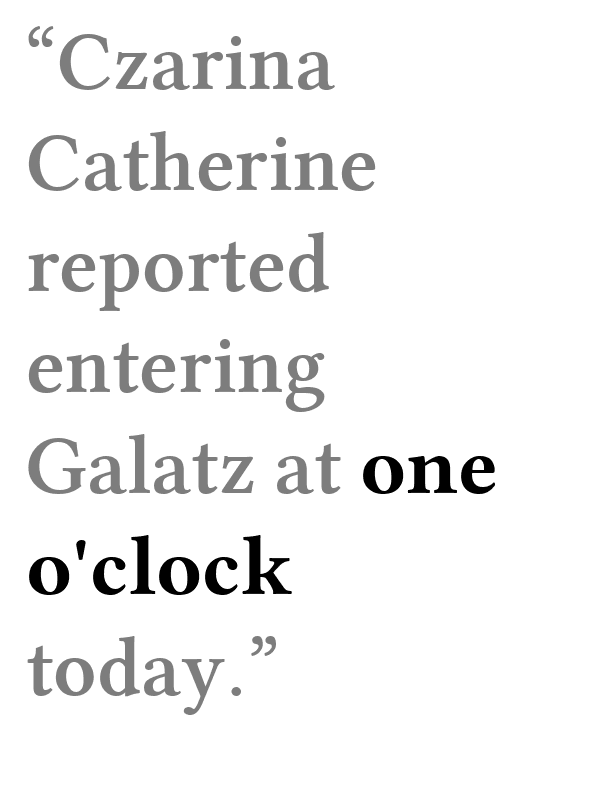 “Czarina
Catherine
reported
entering
Galatz at one
o'clock
today.”